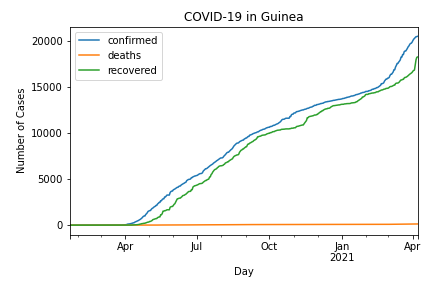 COVID-19 in Guinea
confirmed
deaths
recovered
20000
15000
10000
5000
0
Number of Cases
Apr
Jul
Oct
Jan
2021
Apr
Day